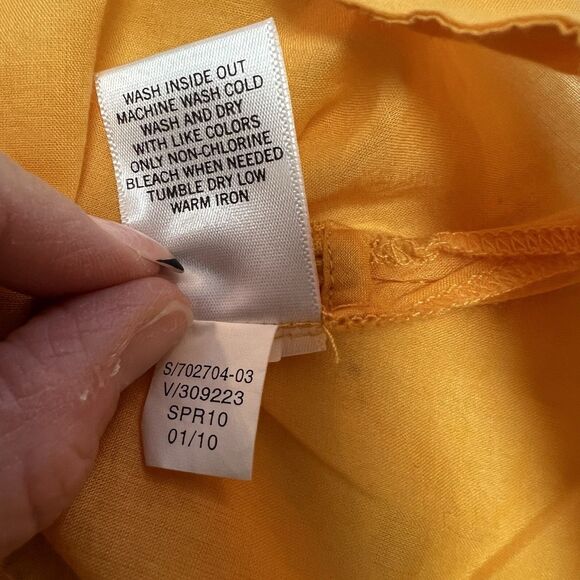 WASH INSIDE OUT
MACHINE WASH COLD
WASH AND DRY
WITH LIKE COLORS
ONLY NON-CHLORINE
BLEACH WHEN NEEDED
TUMBLE DRY LOW
WARM IRON
S/702704-03
V/309223
SPR10
01/10